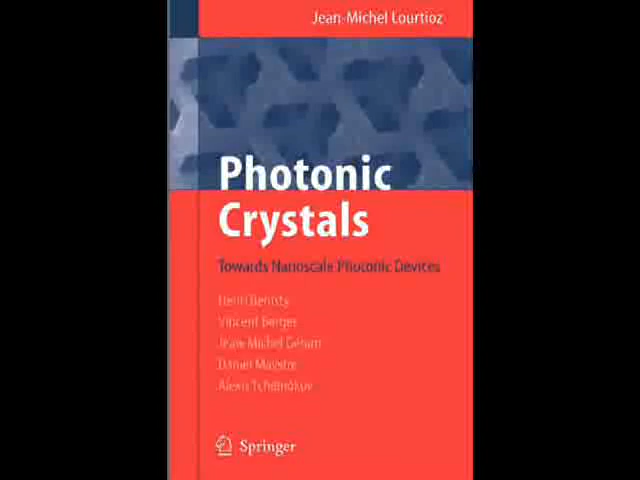 Jean-Michel Lourtioz
Photonic
Crystals
Towards Nanoscale Photonic Devices
Henri Benisty
Vincent Berger
Jean-Michel Gérard
Daniel Maystre
Alexis Tchelnokov
Springer